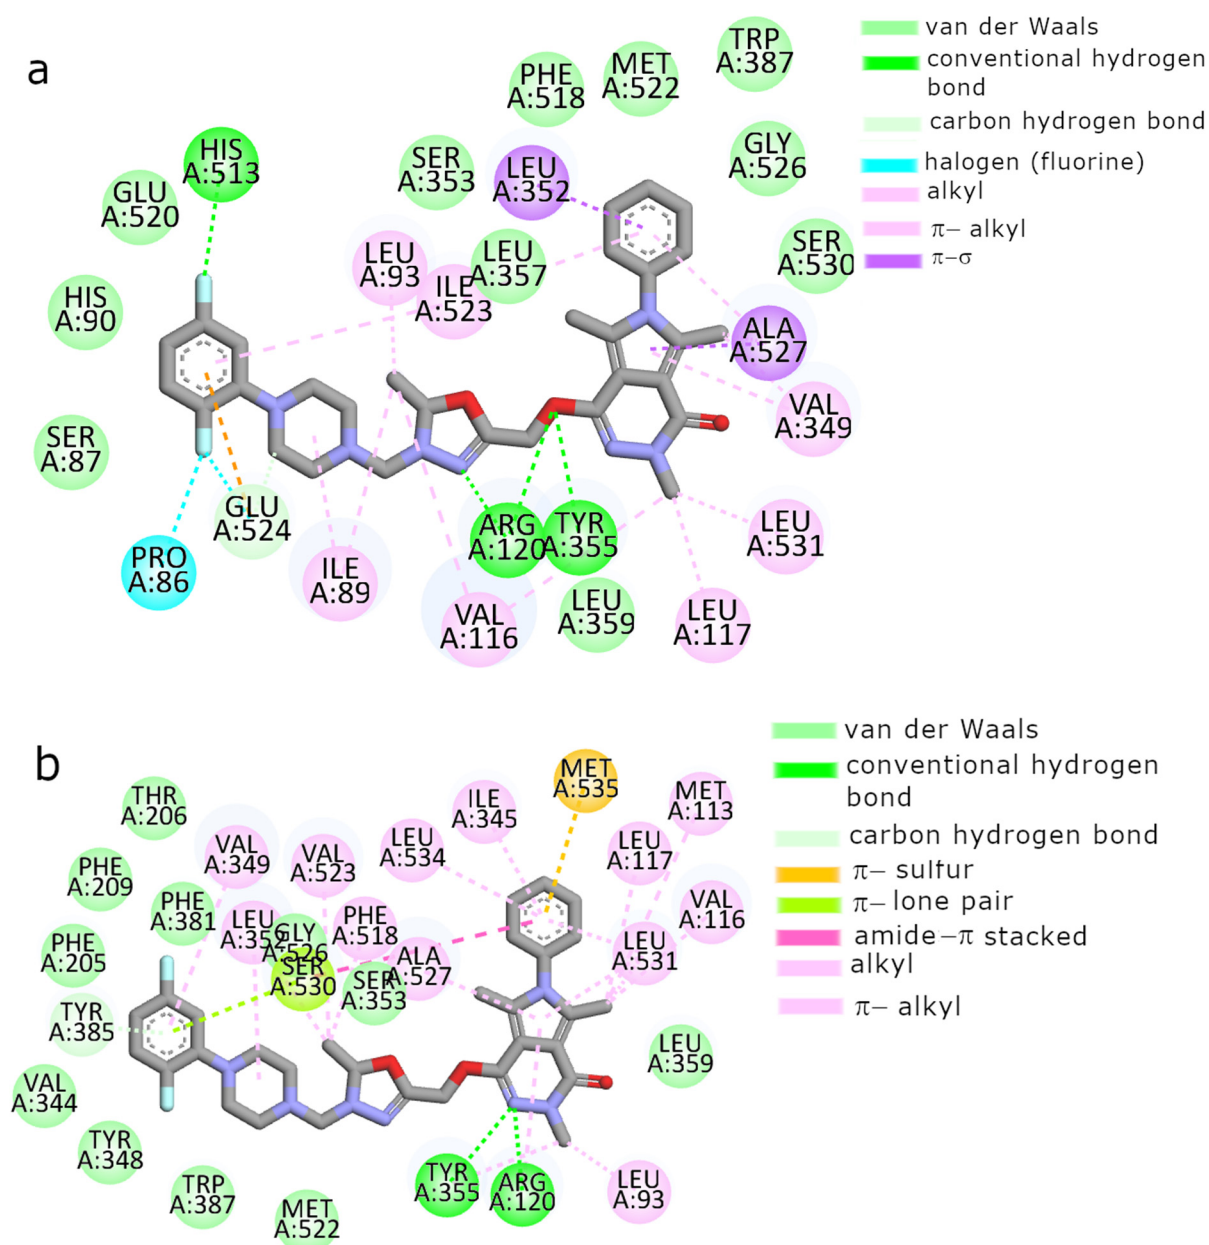 a
HIS
A:513
GLU
A:520
HIS
A:90
SER
A:87
PRO
A:86
GLU
A:524
SER
A:353
LEU
A:93
ILE
A:523
LEU
A:357
LEU
A:352
PHE
A:518
MET
A:522
TRP
A:387
GLY
A:526
SER
A:530
ALA
A:527
VAL
A:349
LEU
A:531
LEU
A:117
LEU
A:359
TYR
A:355
ARG
A:120
VAL
A:116
ILE
A:89
van der Waals
conventional hydrogen
bond
carbon hydrogen bond
halogen (fluorine)
alkyl
π– alkyl
π–σ
b
THR
A:206
PHE
A:209
PHE
A:205
PHE
A:381
TYR
A:385
VAL
A:344
TYR
A:348
TRP
A:387
MET
A:522
VAL
A:349
LEU
A:352
GLY
A:526
SER
A:530
VAL
A:523
PHE
A:518
SER
A:353
ALA
A:527
LEU
A:534
ILE
A:345
MET
A:535
MET
A:113
LEU
A:117
VAL
A:116
LEU
A:531
LEU
A:359
LEU
A:93
ARG
A:120
TYR
A:355
van der Waals
conventional hydrogen
bond
carbon hydrogen bond
π– sulfur
π– lone pair
amide–π stacked
alkyl
π– alkyl